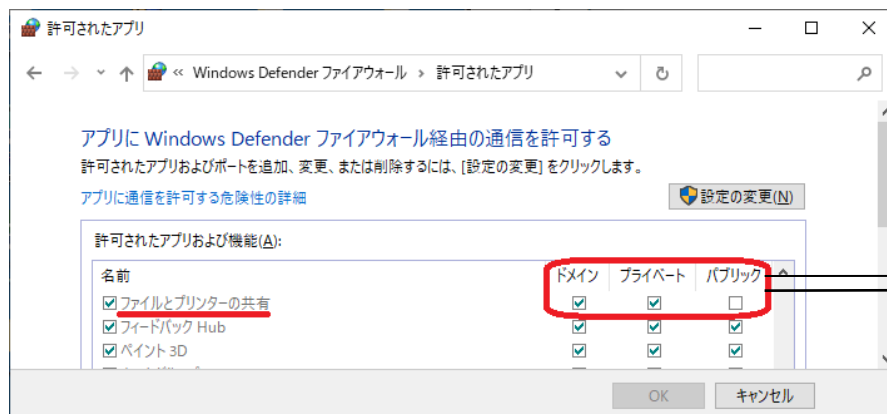 許可されたアプリ
« Windows Defender ファイアウォール › 許可されたアプリ
アプリに Windows Defender ファイアウォール経由の通信を許可する
許可されたアプリおよびポートを追加、変更、または削除するには、[設定の変更] をクリックします。
アプリに通信を許可する危険性の詳細
設定の変更(N)
許可されたアプリおよび機能(A):
名前 ドメイン プライベート パブリック
ファイルとプリンターの共有
フィードバック Hub
ペイント 3D
OK キャンセル